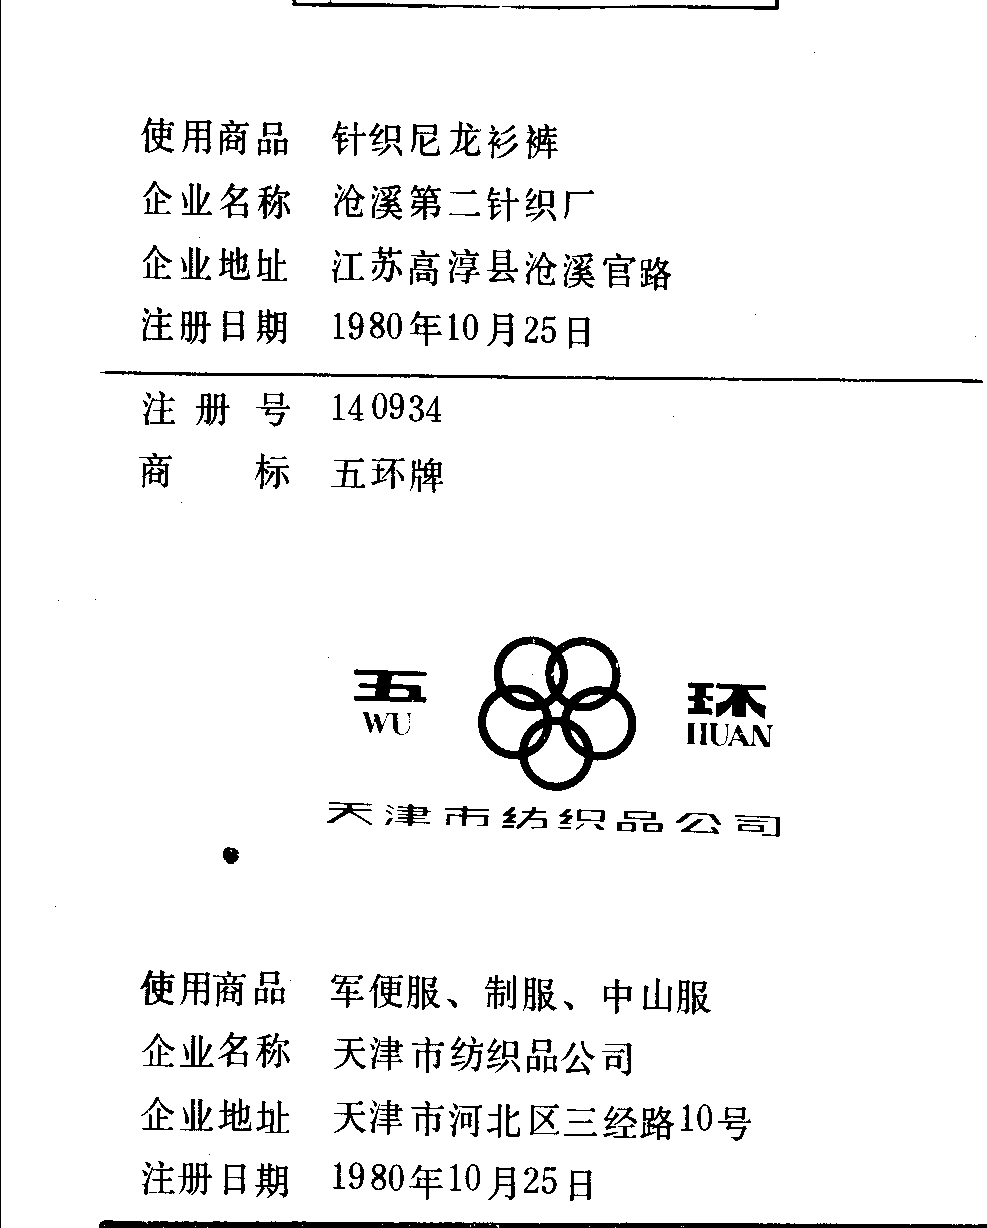 使用商品 针织尼龙衫裤
企业名称 沧溪第二针织厂
企业地址 江苏高淳县沧溪官路
注册日期 1980年10月25日
注册号 140934
商标 五环牌
五 环
WU HUAN
天津市纺织品公司
使用商品 军便服、制服、中山服
企业名称 天津市纺织品公司
企业地址 天津市河北区三经路10号
注册日期 1980年10月25日